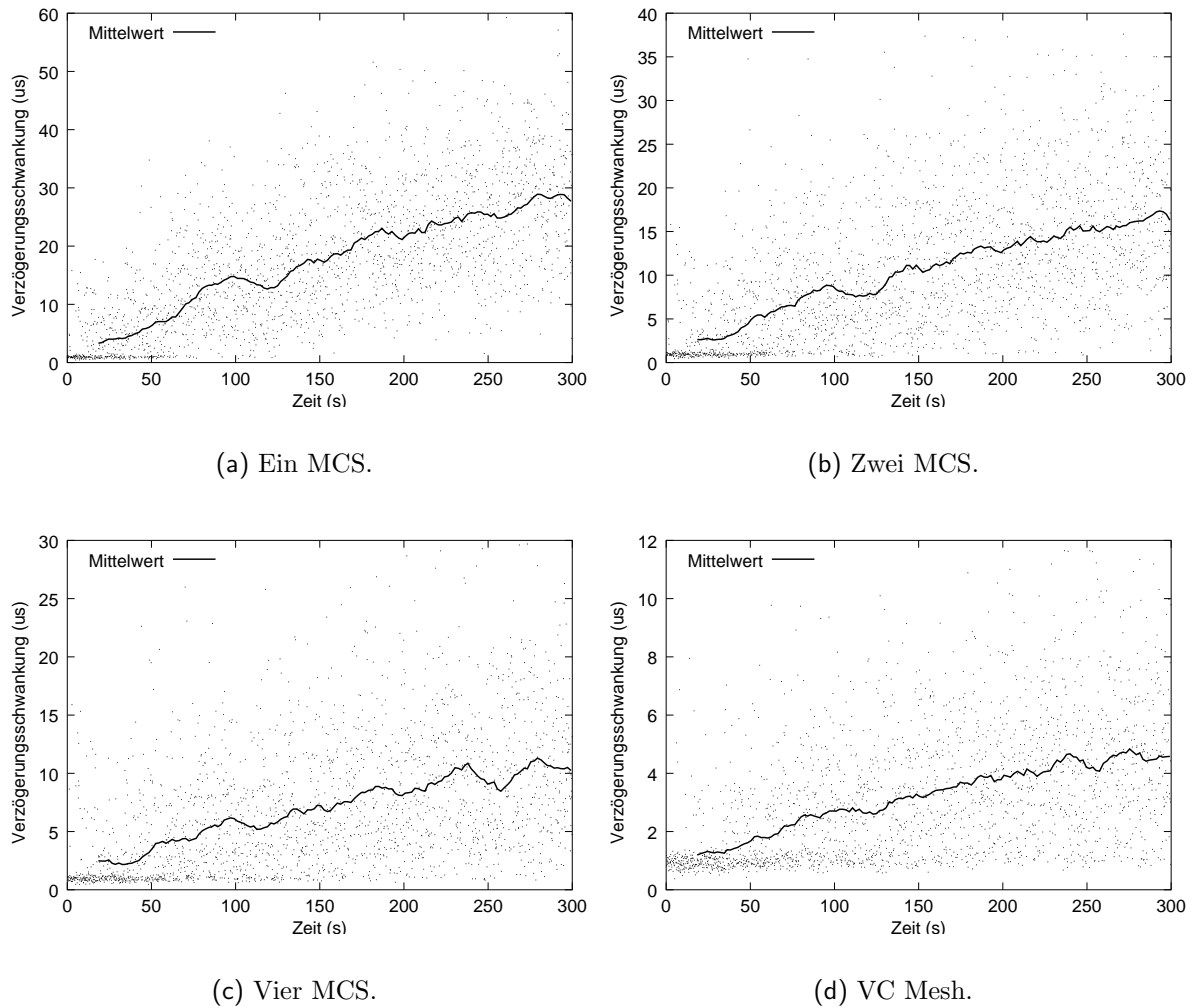 60
50
40
30
20
10
0
Verzögerungsschwankung (us)
Mittelwert
0 50 100 150 200 250 300
Zeit (s)
(a) Ein MCS.
40
35
30
25
20
15
10
5
0
Verzögerungsschwankung (us)
Mittelwert
0 50 100 150 200 250 300
Zeit (s)
(b) Zwei MCS.
30
25
20
15
10
5
0
Verzögerungsschwankung (us)
Mittelwert
0 50 100 150 200 250 300
Zeit (s)
(c) Vier MCS.
12
10
8
6
4
2
0
Verzögerungsschwankung (us)
Mittelwert
0 50 100 150 200 250 300
Zeit (s)
(d) VC Mesh.